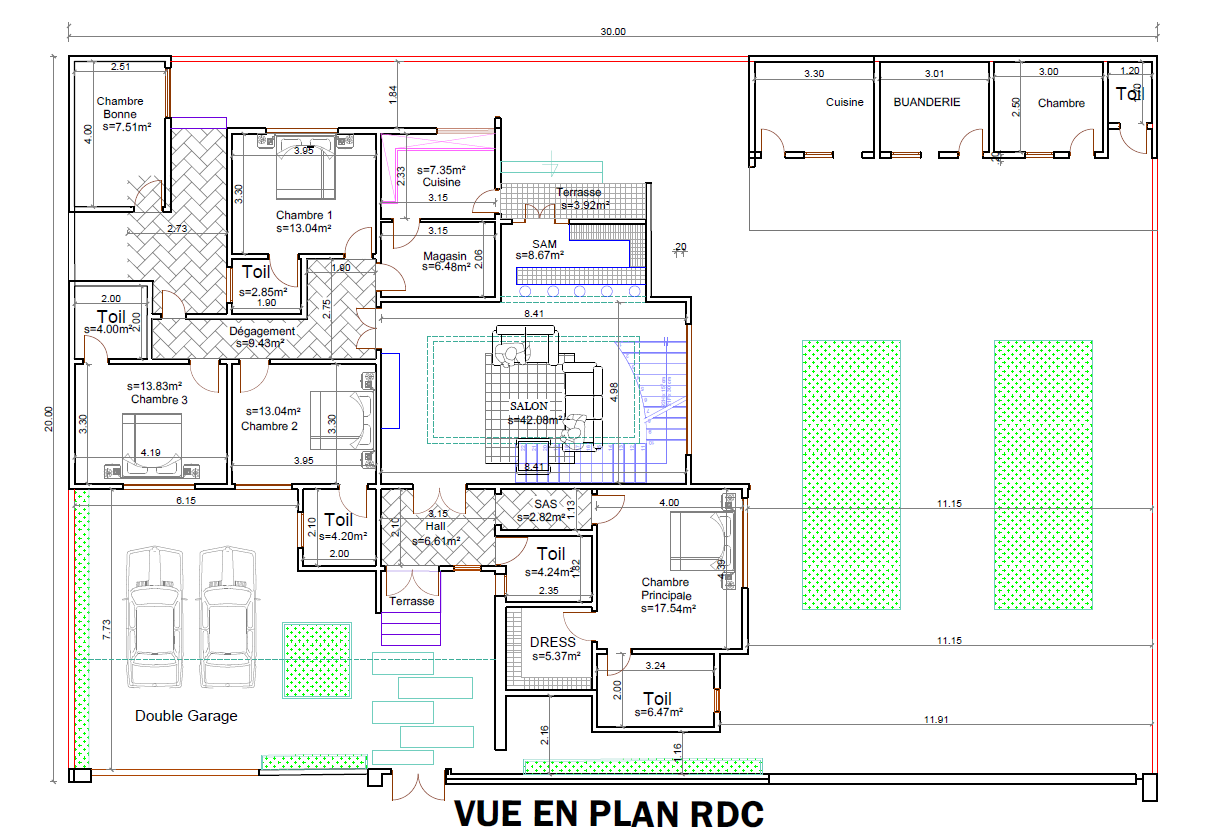 30.00
2.51
3.30
3.01
3.00
1.20
Chambre
Bonne
s=7.51m²
4.00
1.84
Cuisine
BUANDERIE
2.50
Chambre
Toil
3.95
3.30
Chambre 1
s=13.04m²
2.33
s=7.35m²
Cuisine
3.15
Terrasse
s=3.92m²
2.73
3.15
Magasin
s=6.48m²
2.06
SAM
s=8.67m²
20
Toil
s=2.85m²
1.90
1.90
2.75
2.00
Toil
s=4.00m²
2.00
Dégagement
s=9.43m²
8.41
s=13.83m²
Chambre 3
3.30
4.19
s=13.04m²
Chambre 2
3.30
3.95
SALON
s=42.08m²
4.98
8.41
20.00
6.15
2.10
Toil
s=4.20m²
2.00
2.10
3.15
Hall
s=6.61m²
SAS
s=2.82m²
1.13
4.00
11.15
Toil
s=4.24m²
1.82
2.35
Chambre
Principale
s=17.54m²
4.39
Terrasse
7.73
DRESS
s=5.37m²
11.15
3.24
2.00
Toil
s=6.47m²
Double Garage
2.16
1.16
11.91
VUE EN PLAN RDC